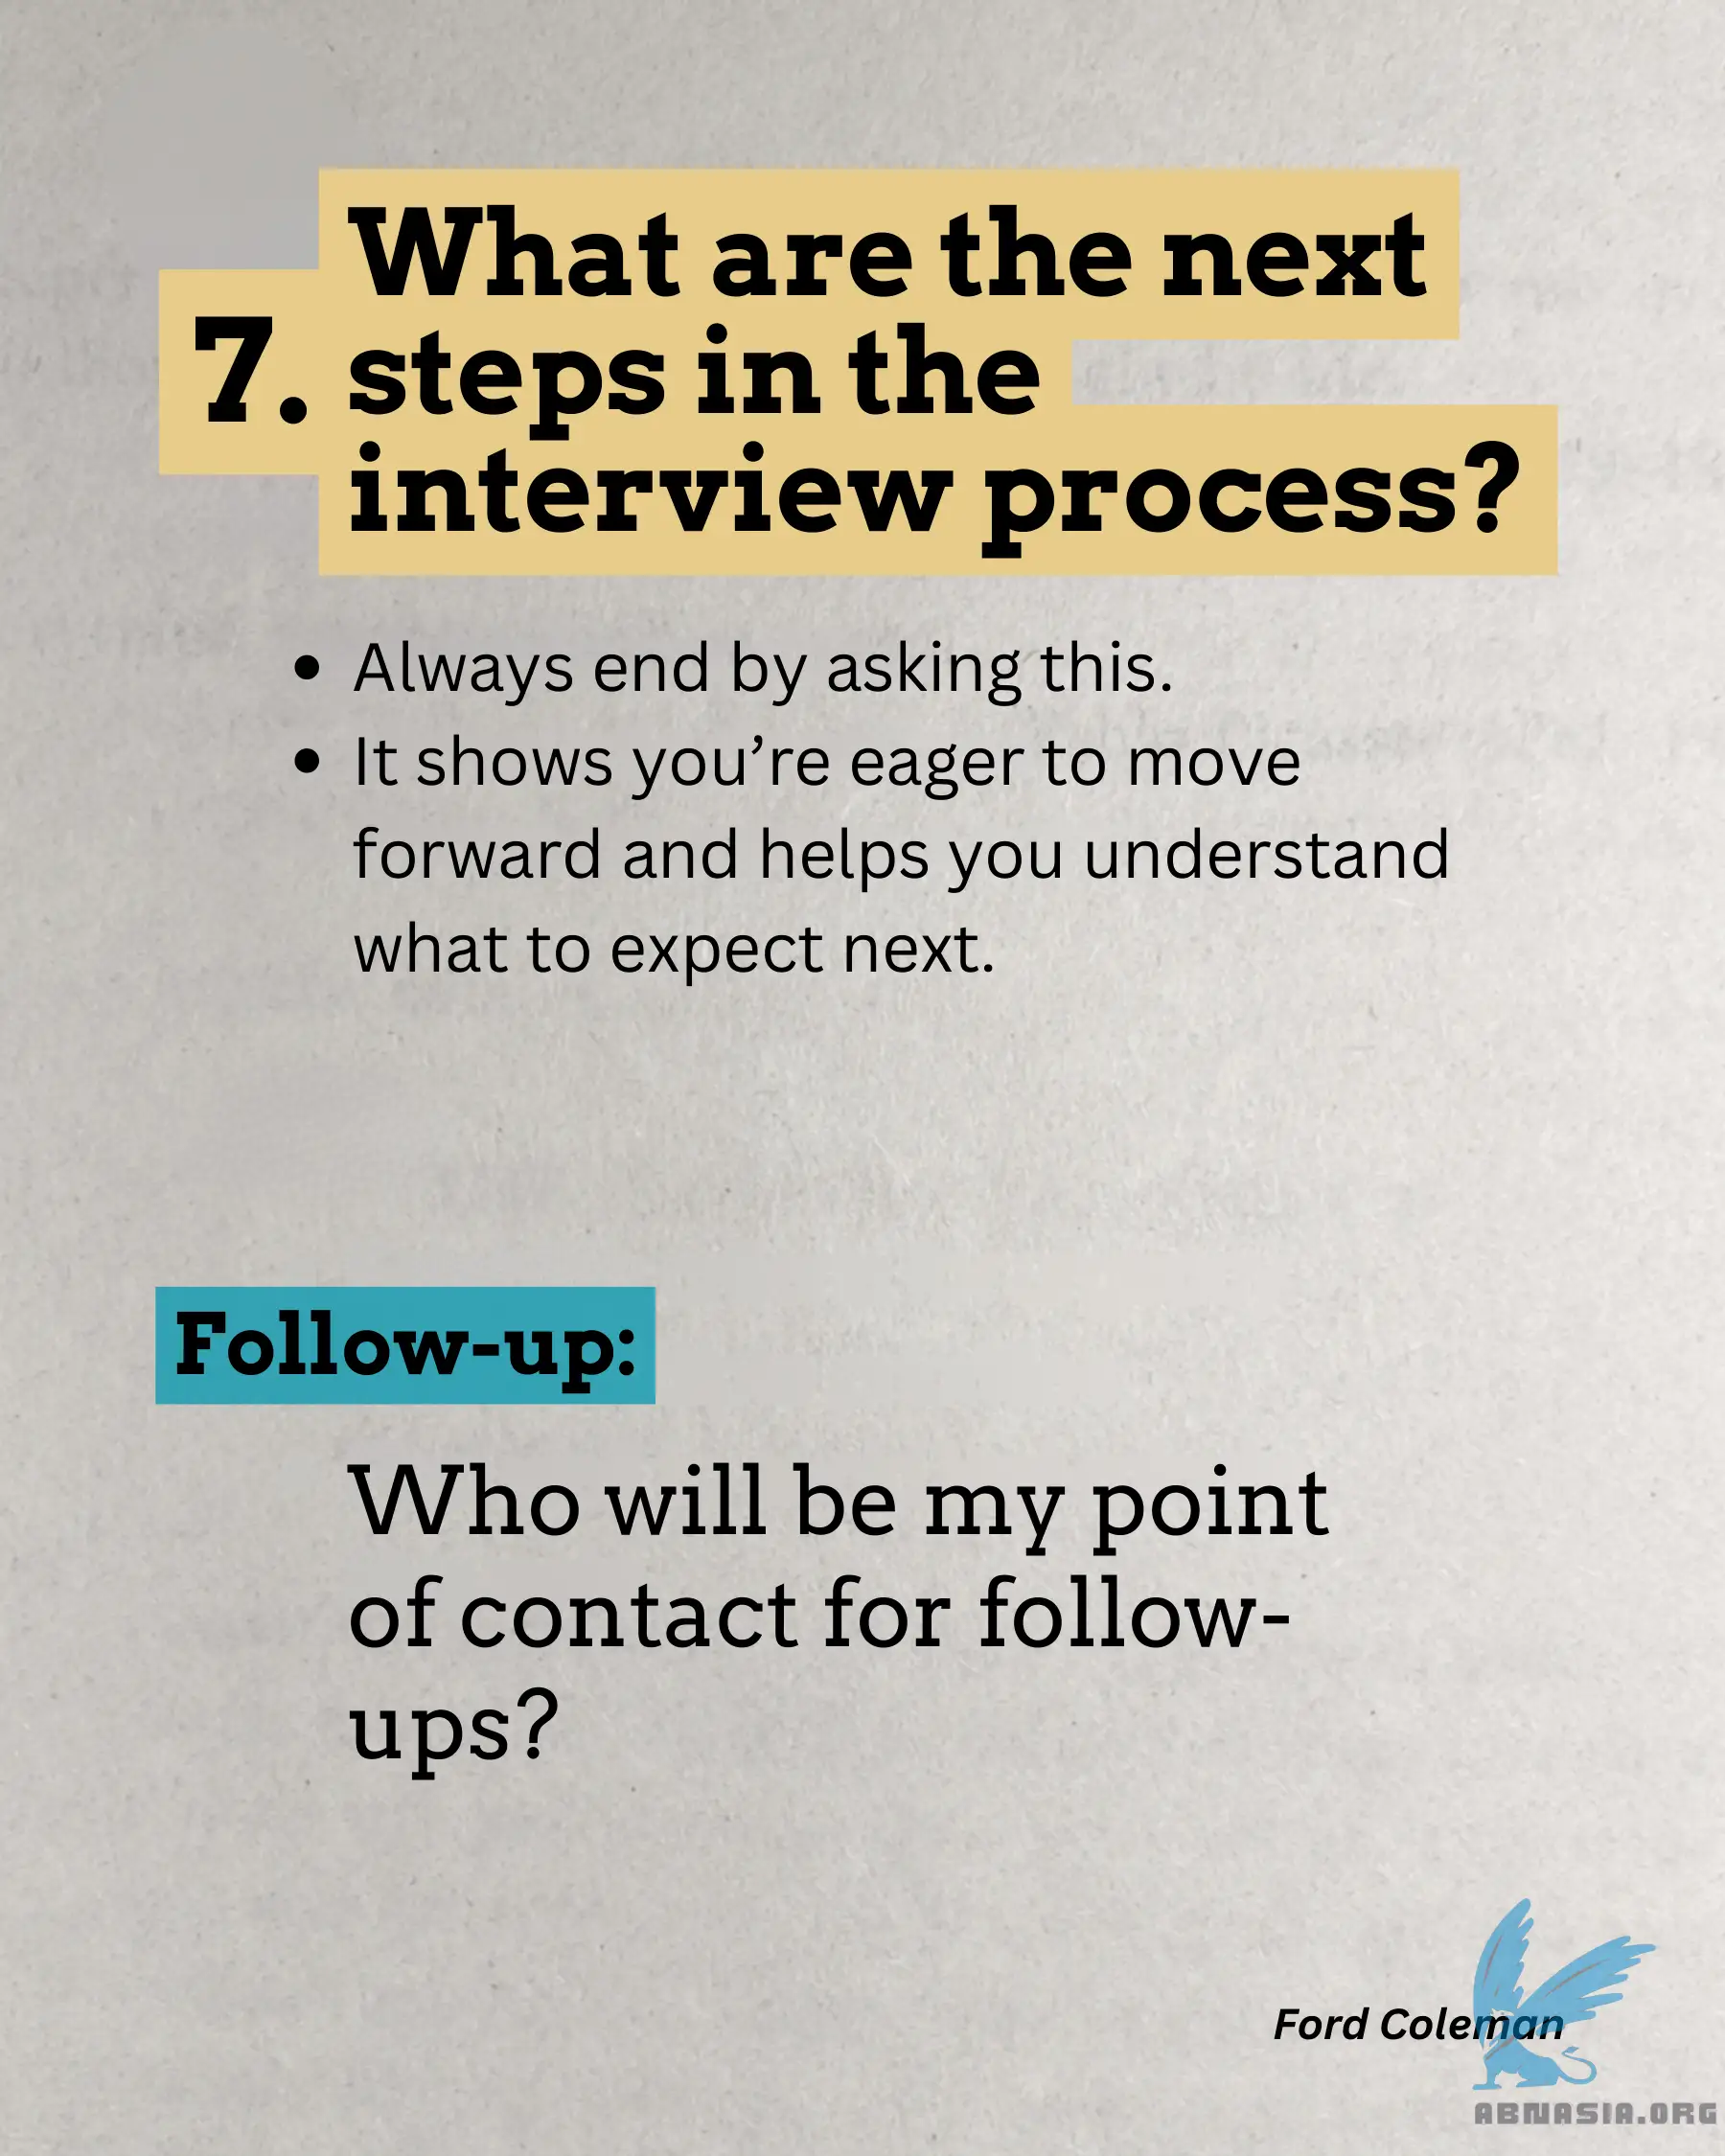 What are the next
7. steps in the
interview process?
• Always end by asking this.
• It shows you’re eager to move
forward and helps you understand
what to expect next.
Follow-up:
Who will be my point
of contact for follow-
ups?
Ford Coleman
ABNASIA.ORG